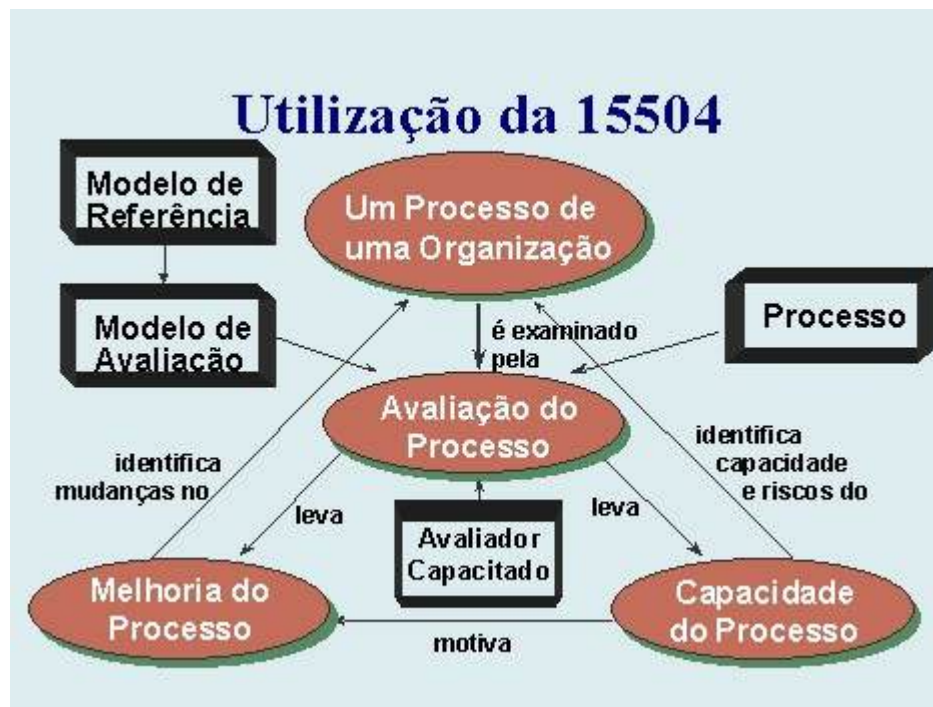 Utilização da 15504
Modelo de
Referência
Um Processo de
uma Organização
Modelo de
Avaliação
é examinado
pela
Processo
Avaliação do
Processo
identifica
mudanças no
identifica
capacidade
e riscos do
leva
leva
Avaliador
Capacitado
Melhoria do
Processo
motiva
Capacidade
do Processo